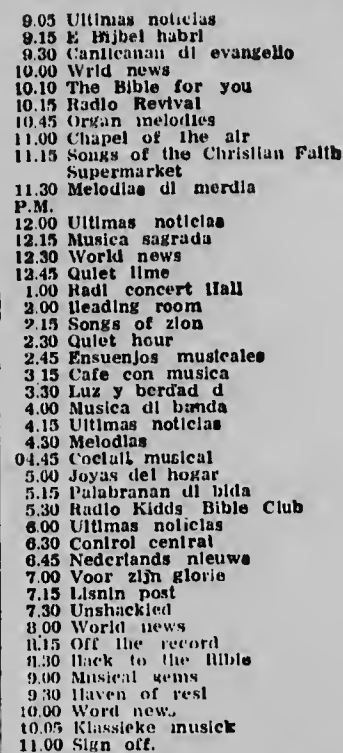 9.05 Ultimas noticias
9.15 E Bijbel habri
9.30 Canticanan di evangelio
10.00 Wrld news
10.10 The Bible for you
10.15 Radio Revival
10.45 Organ melodies
11.00 Chapel of the air
11.15 Songs of the Christian Faith
Supermarket
11.30 Melodias di merdia
P.M.
12.00 Ultimas noticias
12.15 Musica sagrada
12.30 World news
12.45 Quiet time
1.00 Radi concert Hall
2.00 Reading room
2.15 Songs of zion
2.30 Quiet hour
2.45 Ensuenjos musicales
3 15 Cafe con musica
3.30 Luz y berdad d
4.00 Musica di banda
4.15 Ultimas noticias
4.30 Melodias
04.45 Coctail musical
5.00 Joyas del hogar
5.15 Palabranan di bida
5.30 Radio Kidds Bible Club
6.00 Ultimas noticias
6.30 Control central
6.45 Nederlands nieuws
7.00 Voor zijn glorie
7.15 Lisnin post
7.30 Unshackled
8.00 World news
8.15 Off the record
8.30 Back to the Bible
9.00 Musical gems
9 30 Haven of rest
10.00 Word news
10.05 Klassieke musick
11.00 Sign off.